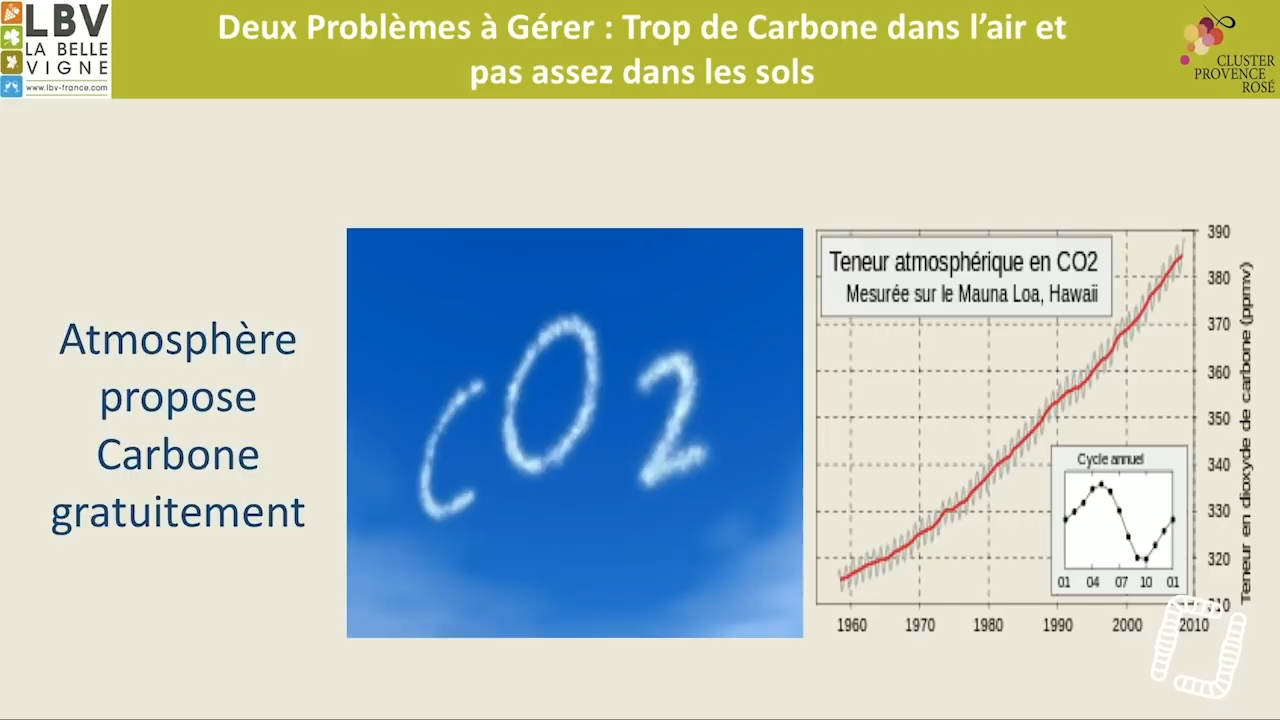 LBV
LA BELLE
VIGNE
www.lbv-france.com
Deux Problèmes à Gérer : Trop de Carbone dans l’air et
pas assez dans les sols
CLUSTER
PROVENCE
ROSÉ
Atmosphère
propose
Carbone
gratuitement
CO2
Teneur atmosphérique en CO2
Mesurée sur le Mauna Loa, Hawaii
390
380
370
360
350
340
330
320
310
Teneur en dioxyde de carbone (ppmv)
Cycle annuel
01 04 07 10 01
1960 1970 1980 1990 2000 2010